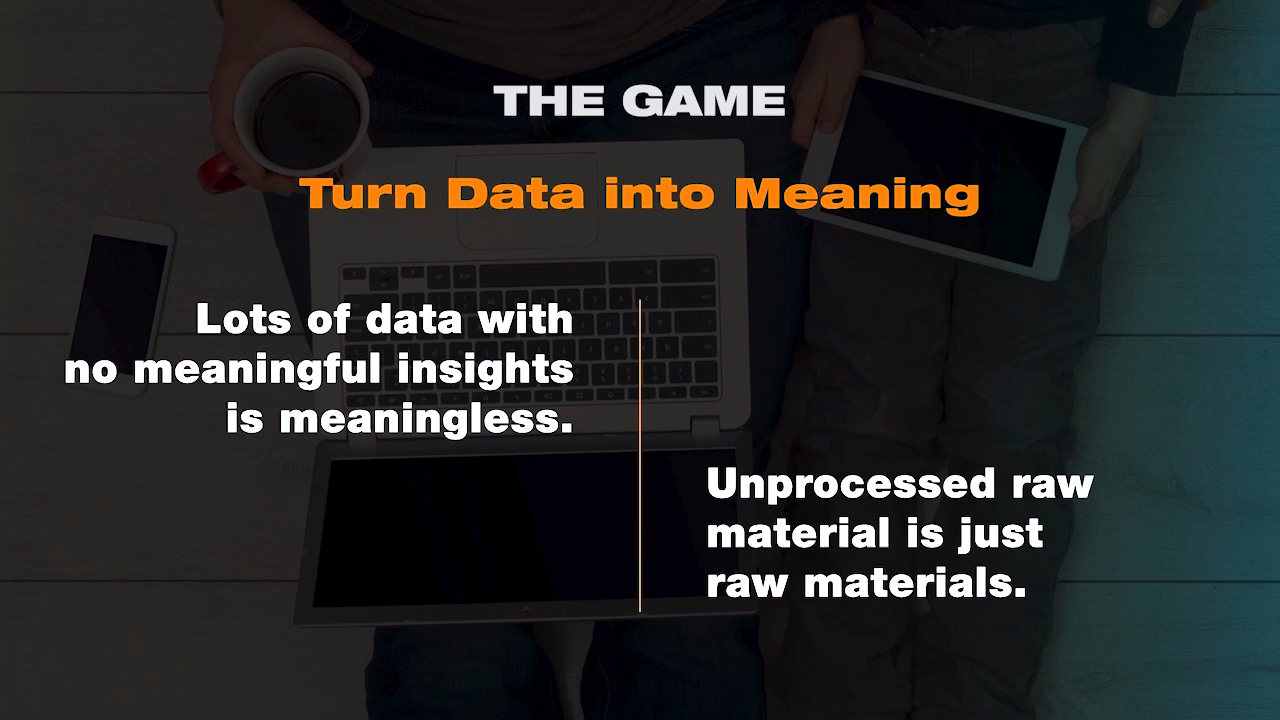 THE GAME
Turn Data into Meaning
Lots of data with
no meaningful insights
is meaningless.
Unprocessed raw
material is just
raw materials.